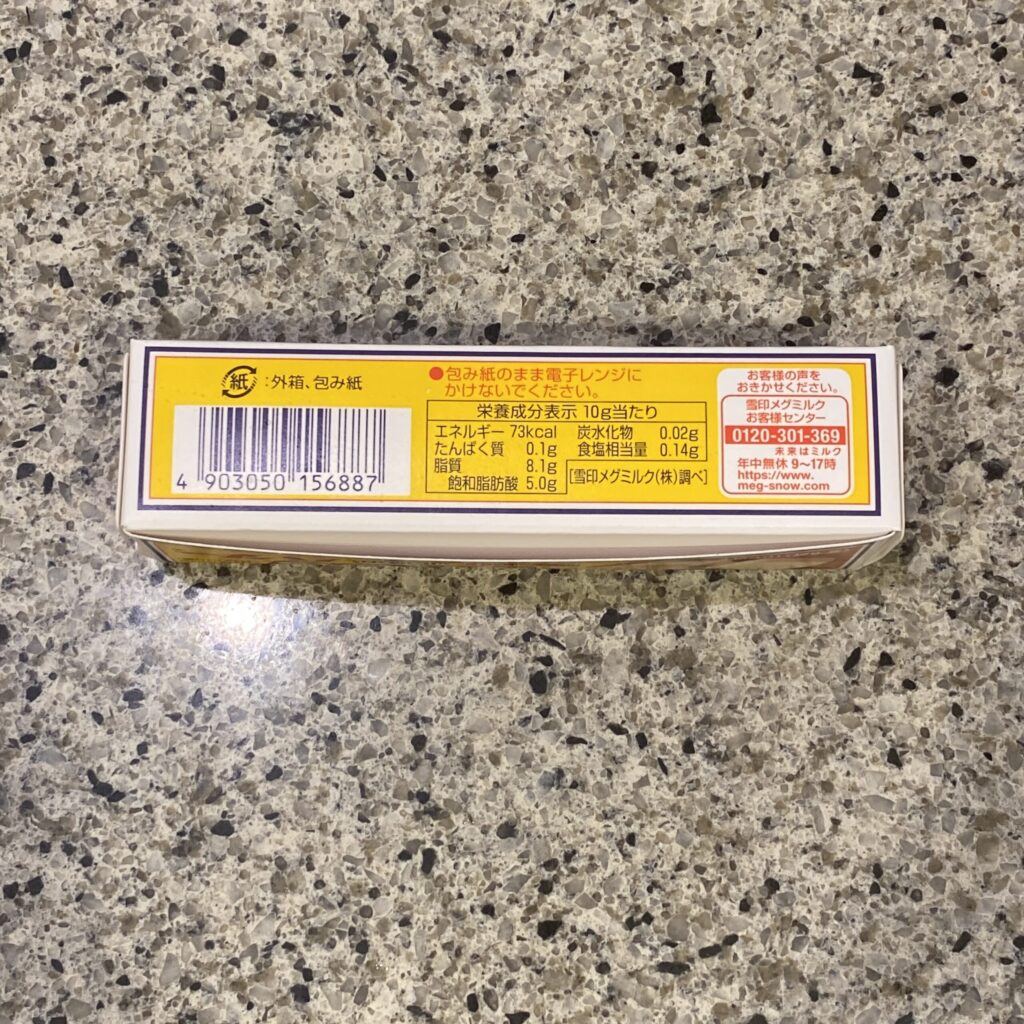 紙
:外箱、包み紙
4 903050 156887
●包み紙のまま電子レンジに
かけないでください。
栄養成分表示 10g当たり
エネルギー 73kcal
たんぱく質 0.1g
脂質 8.1g
飽和脂肪酸 5.0g
炭水化物 0.02g
食塩相当量 0.14g
[雪印メグミルク(株)調べ]
お客様の声を
おきかせください。
雪印メグミルク
お客様センター
0120-301-369
未来はミルク
年中無休 9〜17時
https://www.
meg-snow.com